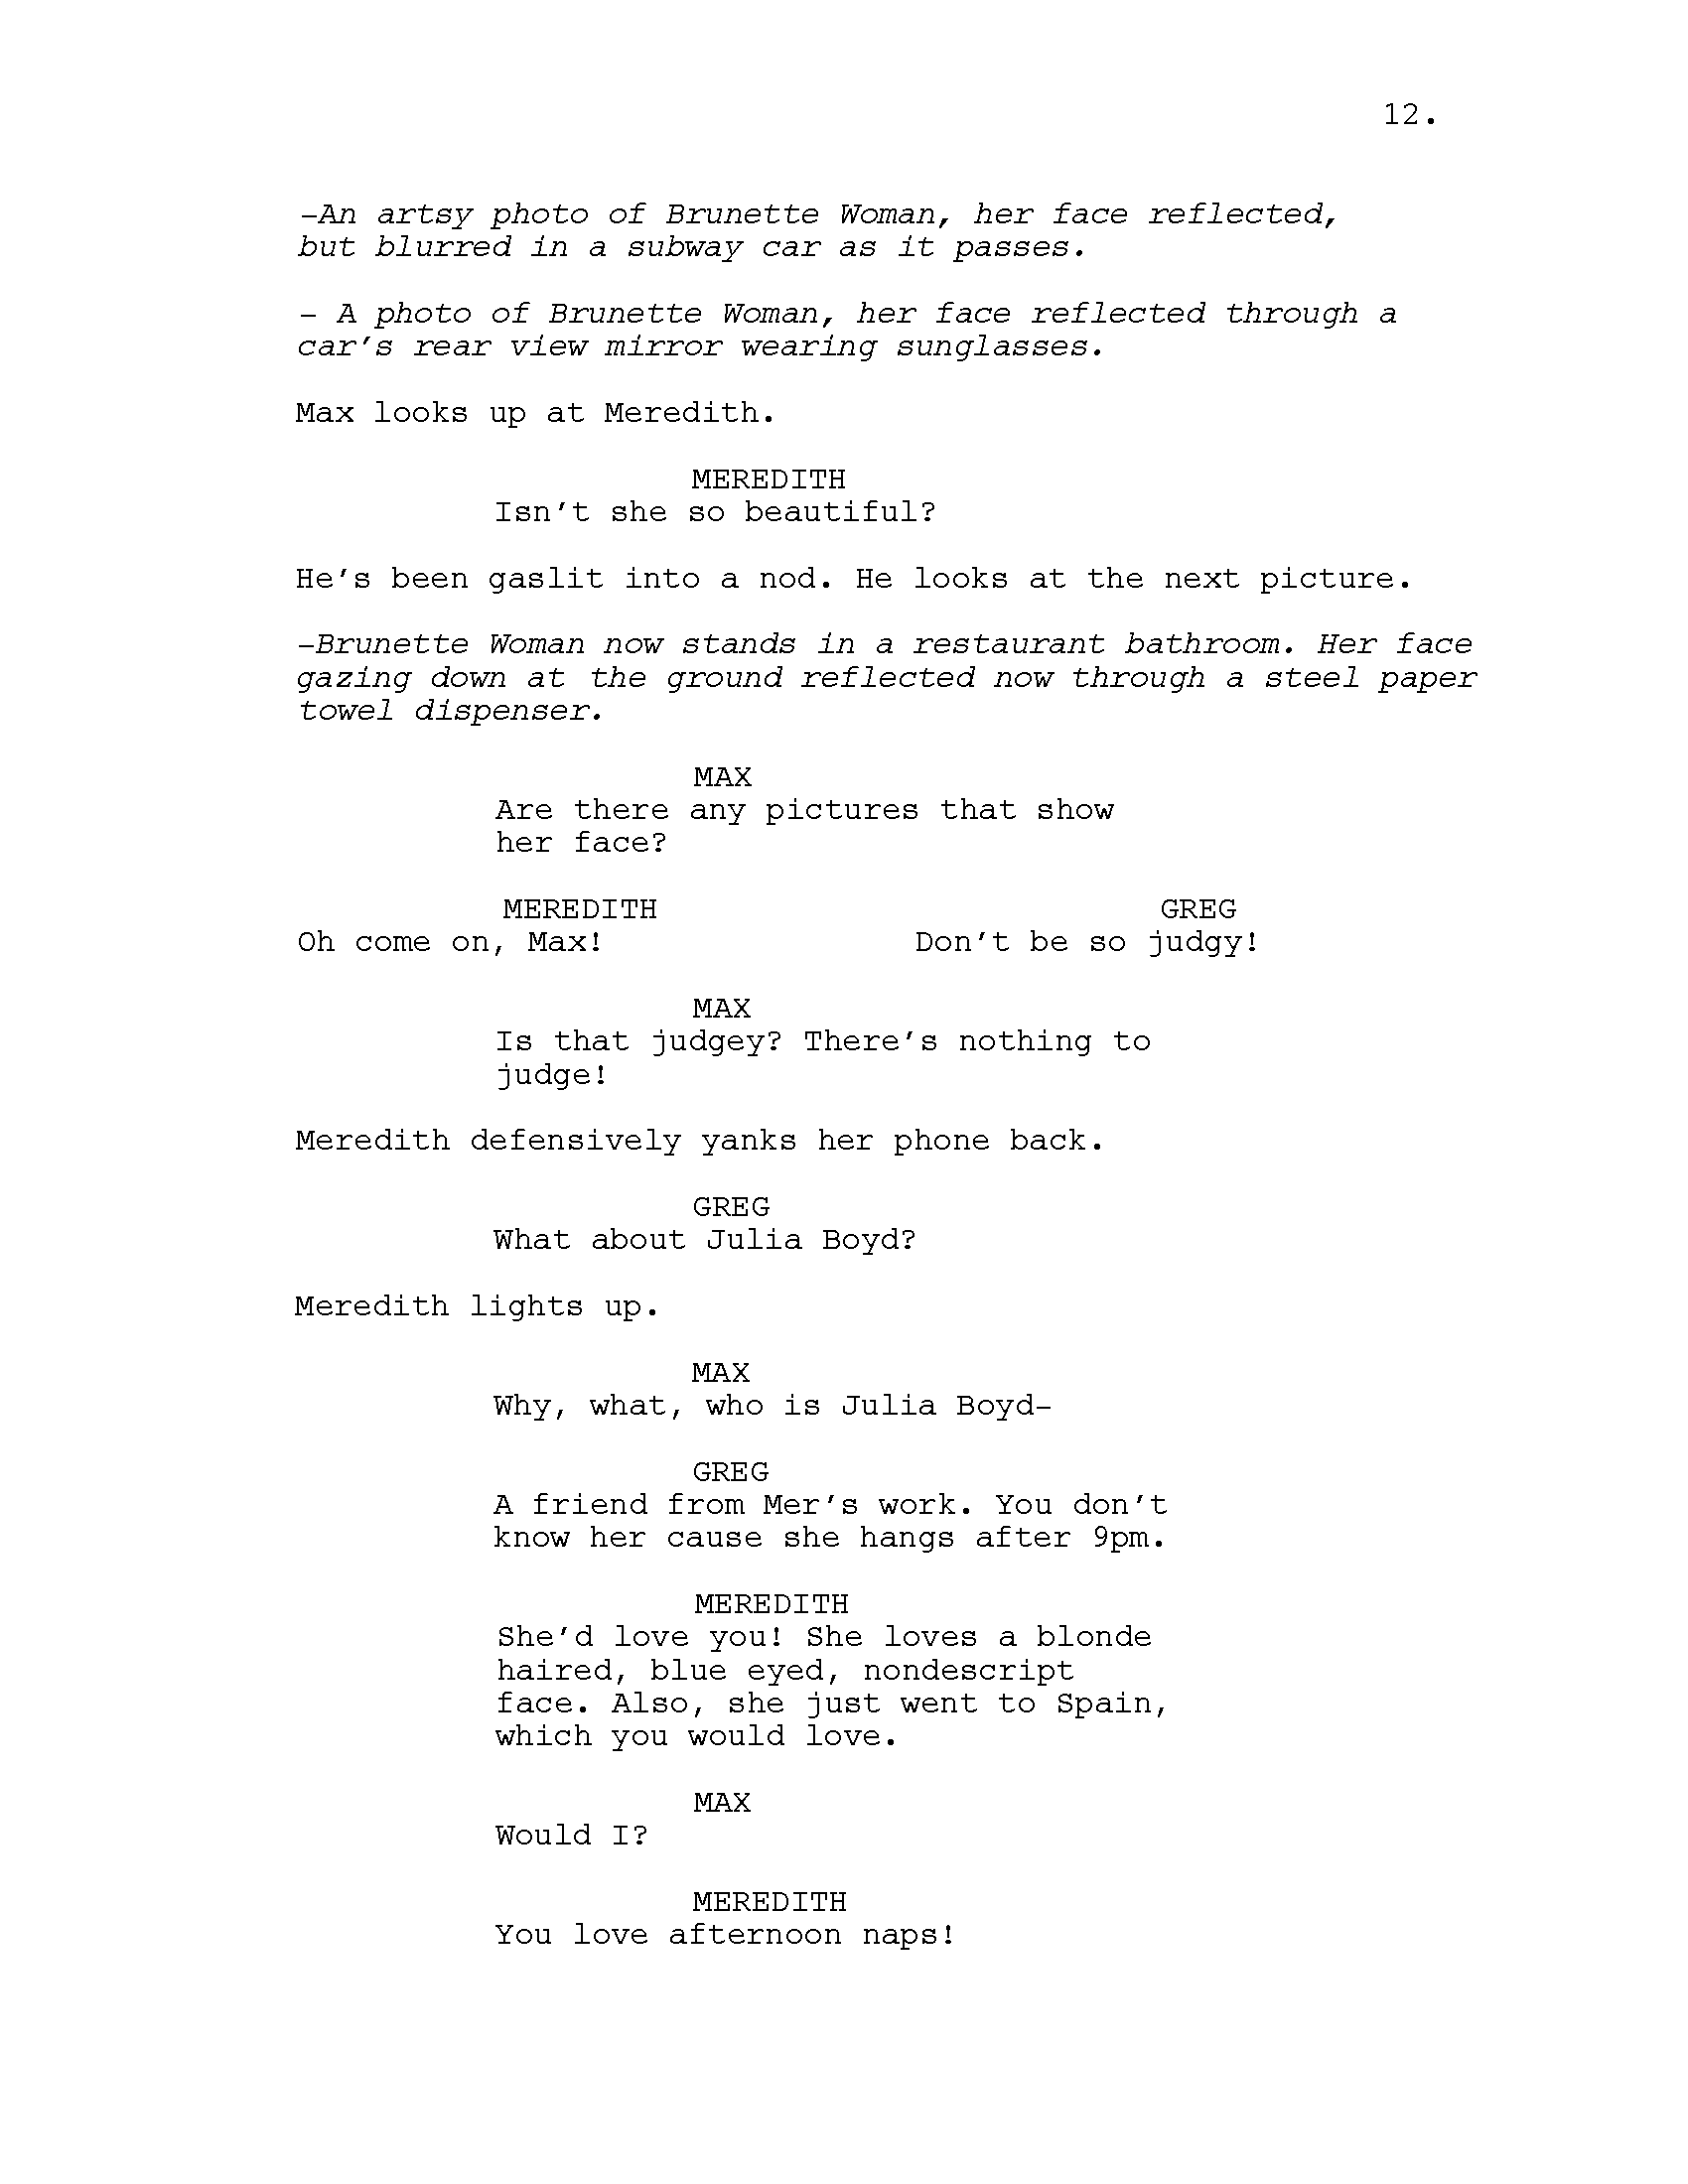 12.
-An artsy photo of Brunette Woman, her face reflected,
but blurred in a subway car as it passes.
- A photo of Brunette Woman, her face reflected through a
car's rear view mirror wearing sunglasses.
Max looks up at Meredith.
MEREDITH
Isn't she so beautiful?
He's been gaslit into a nod. He looks at the next picture.
-Brunette Woman now stands in a restaurant bathroom. Her face
gazing down at the ground reflected now through a steel paper
towel dispenser.
MAX
Are there any pictures that show
her face?
MEREDITH
Oh come on, Max!
GREG
Don't be so judgy!
MAX
Is that judgey? There's nothing to
judge!
Meredith defensively yanks her phone back.
GREG
What about Julia Boyd?
Meredith lights up.
MAX
Why, what, who is Julia Boyd-
GREG
A friend from Mer's work. You don't
know her cause she hangs after 9pm.
MEREDITH
She'd love you! She loves a blonde
haired, blue eyed, nondescript
face. Also, she just went to Spain,
which you would love.
MAX
Would I?
MEREDITH
You love afternoon naps!